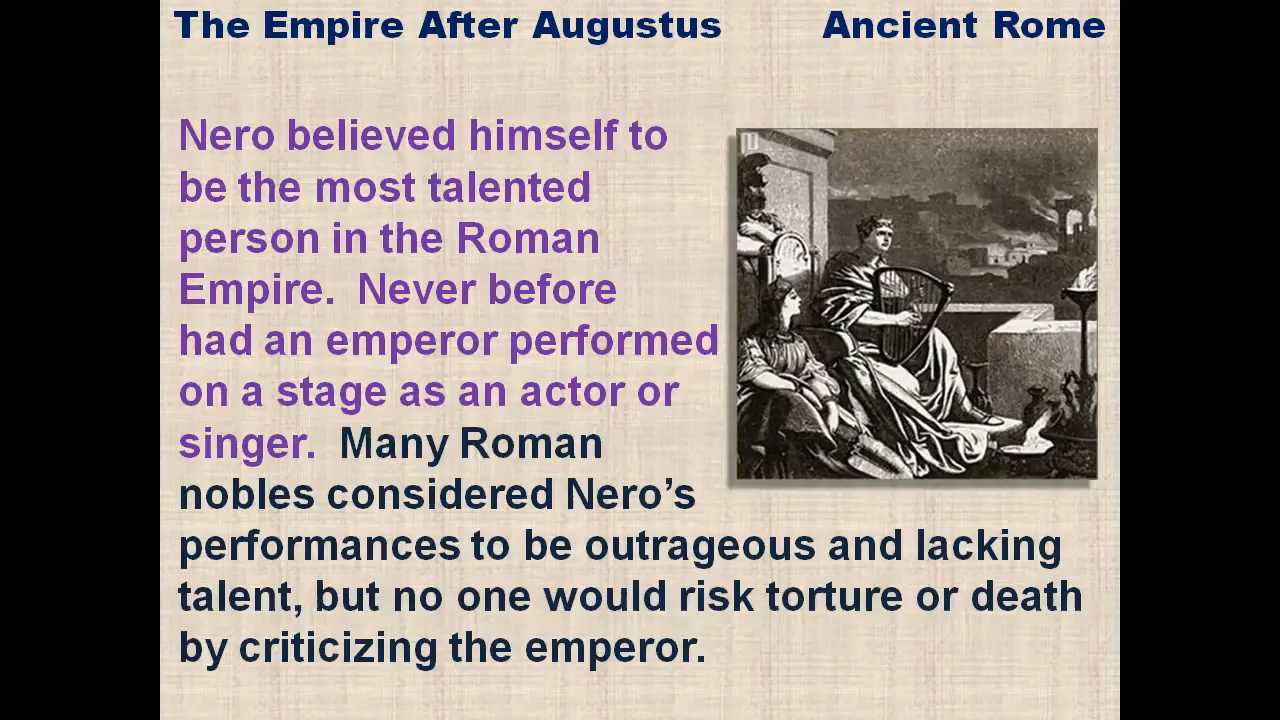 The Empire After Augustus Ancient Rome
Nero believed himself to
be the most talented
person in the Roman
Empire.  Never before
had an emperor performed
on a stage as an actor or
singer.  Many Roman
nobles considered Nero’s
performances to be outrageous and lacking
talent, but no one would risk torture or death
by criticizing the emperor.